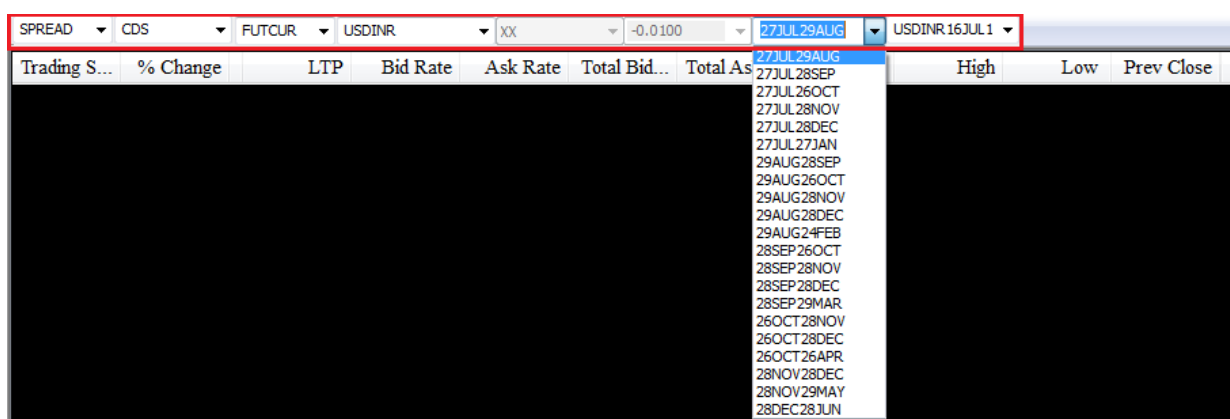 SPREAD CDS FUTCUR USDINR XX -0.0100 27JUL29AUG USDINR16JUL1
Trading S... % Change LTP Bid Rate Ask Rate Total Bid... Total As High Low Prev Close
27JUL29AUG
27JUL28SEP
27JUL26OCT
27JUL28NOV
27JUL28DEC
27JUL27JAN
29AUG28SEP
29AUG26OCT
29AUG28NOV
29AUG28DEC
29AUG24FEB
28SEP26OCT
28SEP28NOV
28SEP28DEC
28SEP29MAR
26OCT28NOV
26OCT28DEC
26OCT26APR
28NOV28DEC
28NOV29MAY
28DEC28JUN